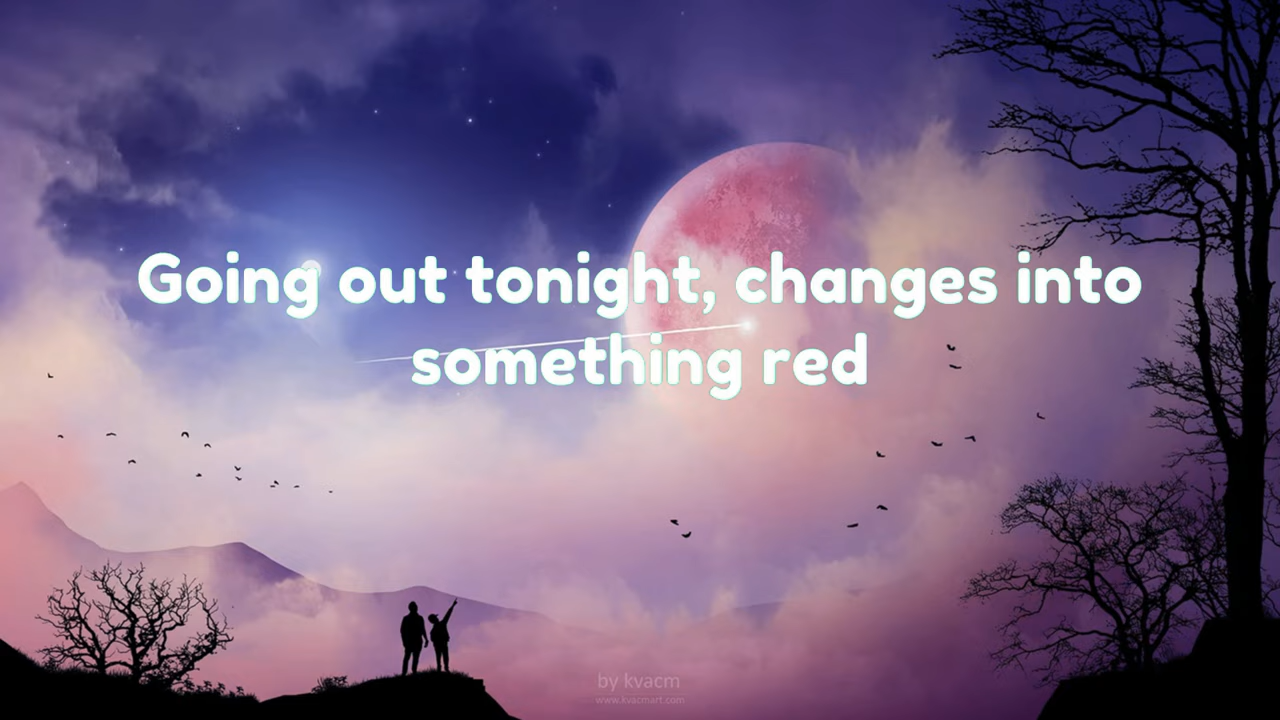 Going out tonight, changes into
something red
by kvacm
www.kvacmart.com